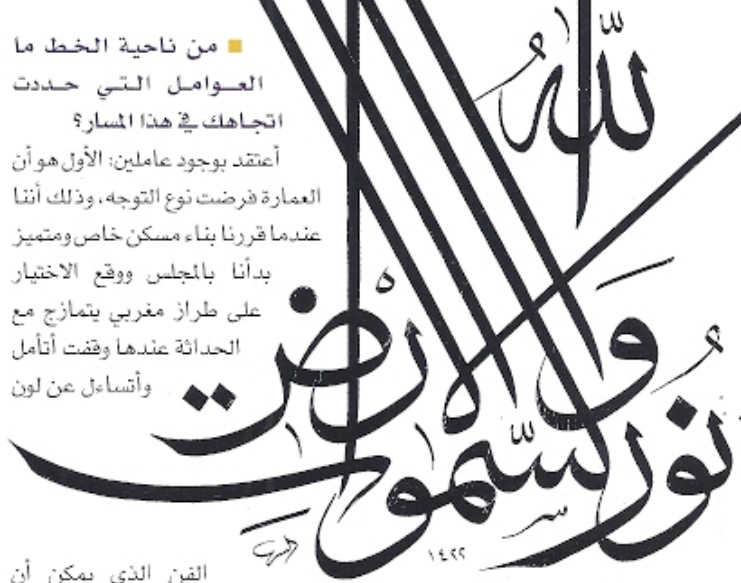 من ناحية الخط ما
العوامل التي حددت
اتجاهك في هذا المسار؟
أعتقد بوجود عاملين: الأول هو أن
العمارة فرضت نوع التوجه، وذلك أننا
عندما قررنا بناء مسكن خاص ومتميز
بدأنا بالمجلس ووقع الاختيار
على طراز مغربي يتمازج مع
الحداثة عندها وقفت أتأمل
وأتساءل عن لون
الله
نور السموات
والأرض
١٤٢٢
الفن الذي يمكن أن